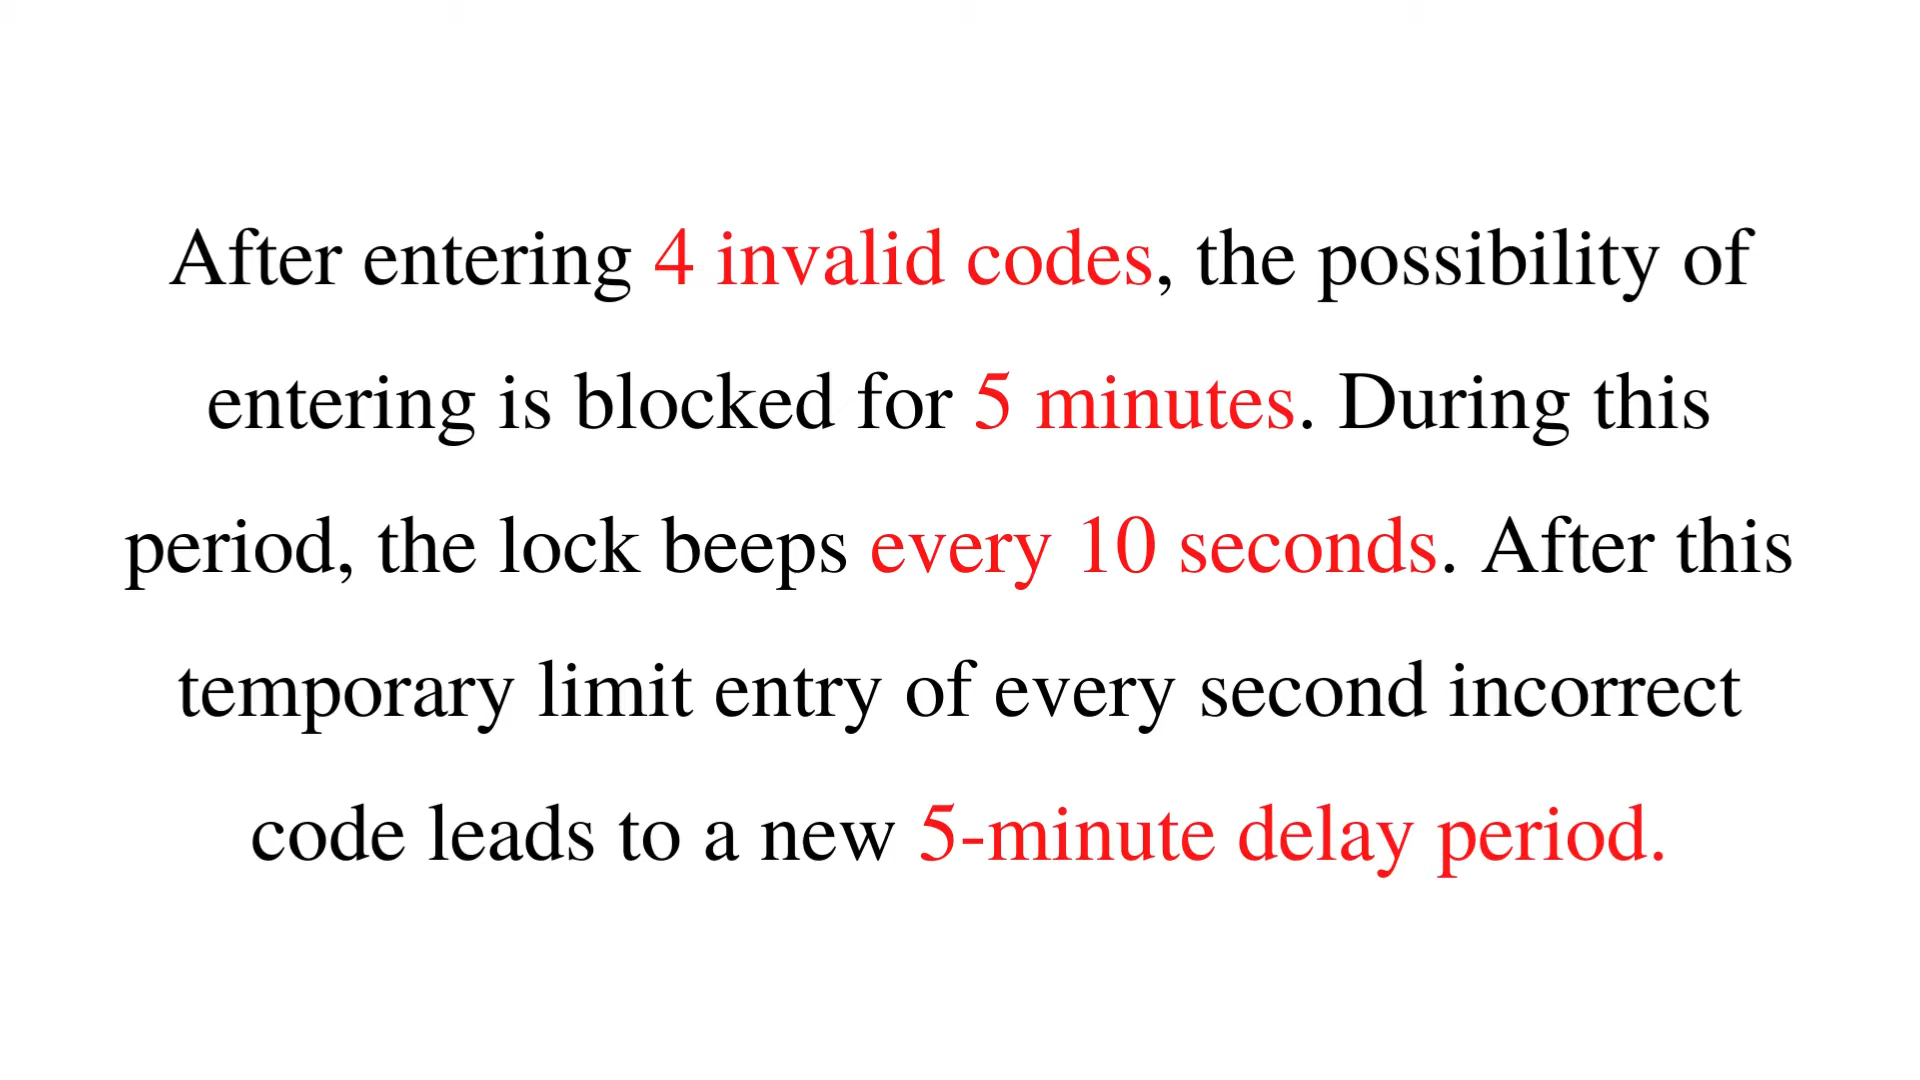 After entering 4 invalid codes, the possibility of
entering is blocked for 5 minutes. During this
period, the lock beeps every 10 seconds. After this
temporary limit entry of every second incorrect
code leads to a new 5-minute delay period.